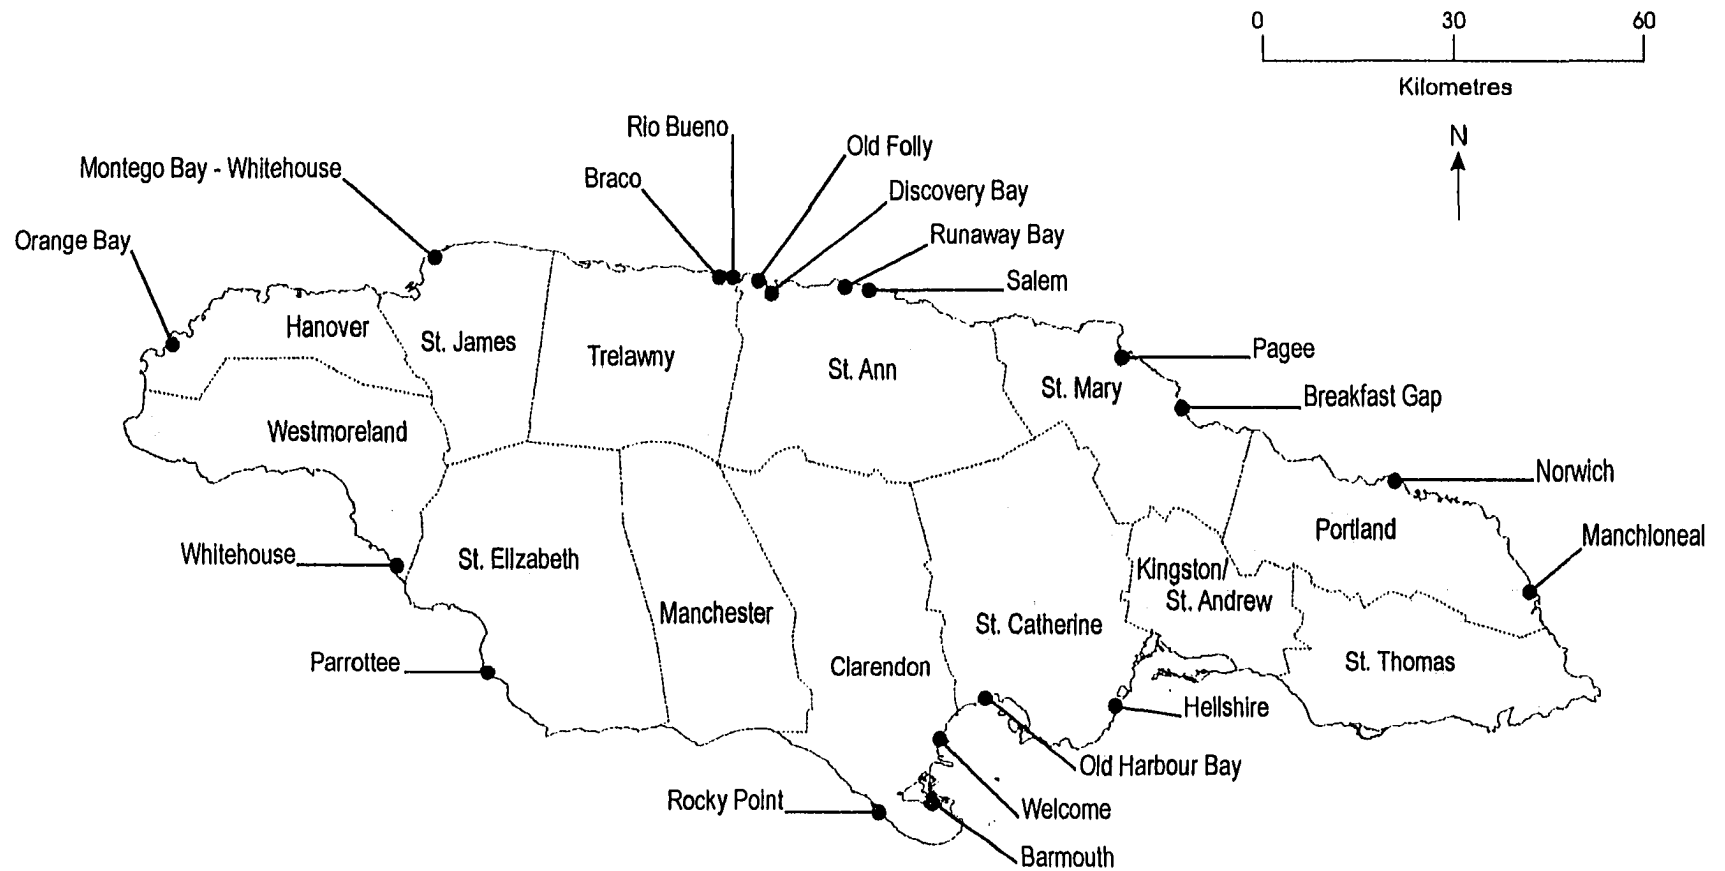 0 30 60
Kilometres
N
Rio Bueno
Old Folly
Montego Bay - Whitehouse
Braco
Discovery Bay
Orange Bay
Runaway Bay
Salem
Hanover
St. James
Trelawny
St. Ann
Pagee
St. Mary
Breakfast Gap
Westmoreland
Norwich
Portland
Manchioneal
Whitehouse
St. Elizabeth
Kingston/
St. Andrew
Manchester
St. Catherine
Parrottee
Clarendon
St. Thomas
Hellshire
Old Harbour Bay
Rocky Point
Welcome
Barmouth